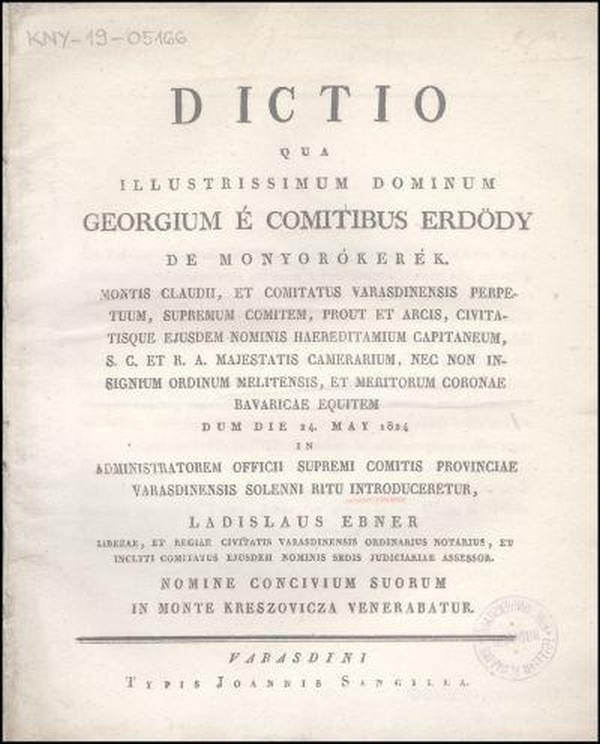 KNY-19-05166
DICTIO
QUA
ILLUSTRISSIMUM DOMINUM
GEORGIUM É COMITIBUS ERDÖDY
DE MONYORÓKERÉK.
MONTIS CLAUDII, ET COMITATUS VARASDINENSIS PERPE-
TUUM, SUPREMUM COMITEM, PROUT ET ARCIS, CIVITA-
TISQUE EJUSDEM NOMINIS HAEREDITAMIUM CAPITANEUM,
S. C. ET R. A. MAJESTATIS CAMERARIUM, NEC NON IN-
SIGNIUM ORDINUM MELITENSIS, ET MERITORUM CORONAE
BAVARICAE EQUITEM
DUM DIE 24. MAY 1824
IN
ADMINISTRATOREM OFFICII SUPREMI COMITIS PROVINCIAE
VARASDINENSIS SOLENNI RITU INTRODUCERETUR,
LADISLAUS EBNER
LIBERAE, ET REGIAE CIVITATIS VARASDINENSIS ORDINARIUS NOTARIUS, ET
INCLYTI COMITATUS EJUSDEM NOMINIS SEDIS JUDICIARIAE ASSESSOR.
NOMINE CONCIVIUM SUORUM
IN MONTE KRESZOVICZA VENERABATUR.
VARASDINI
TYPIS JOANNIS SANGILLA.